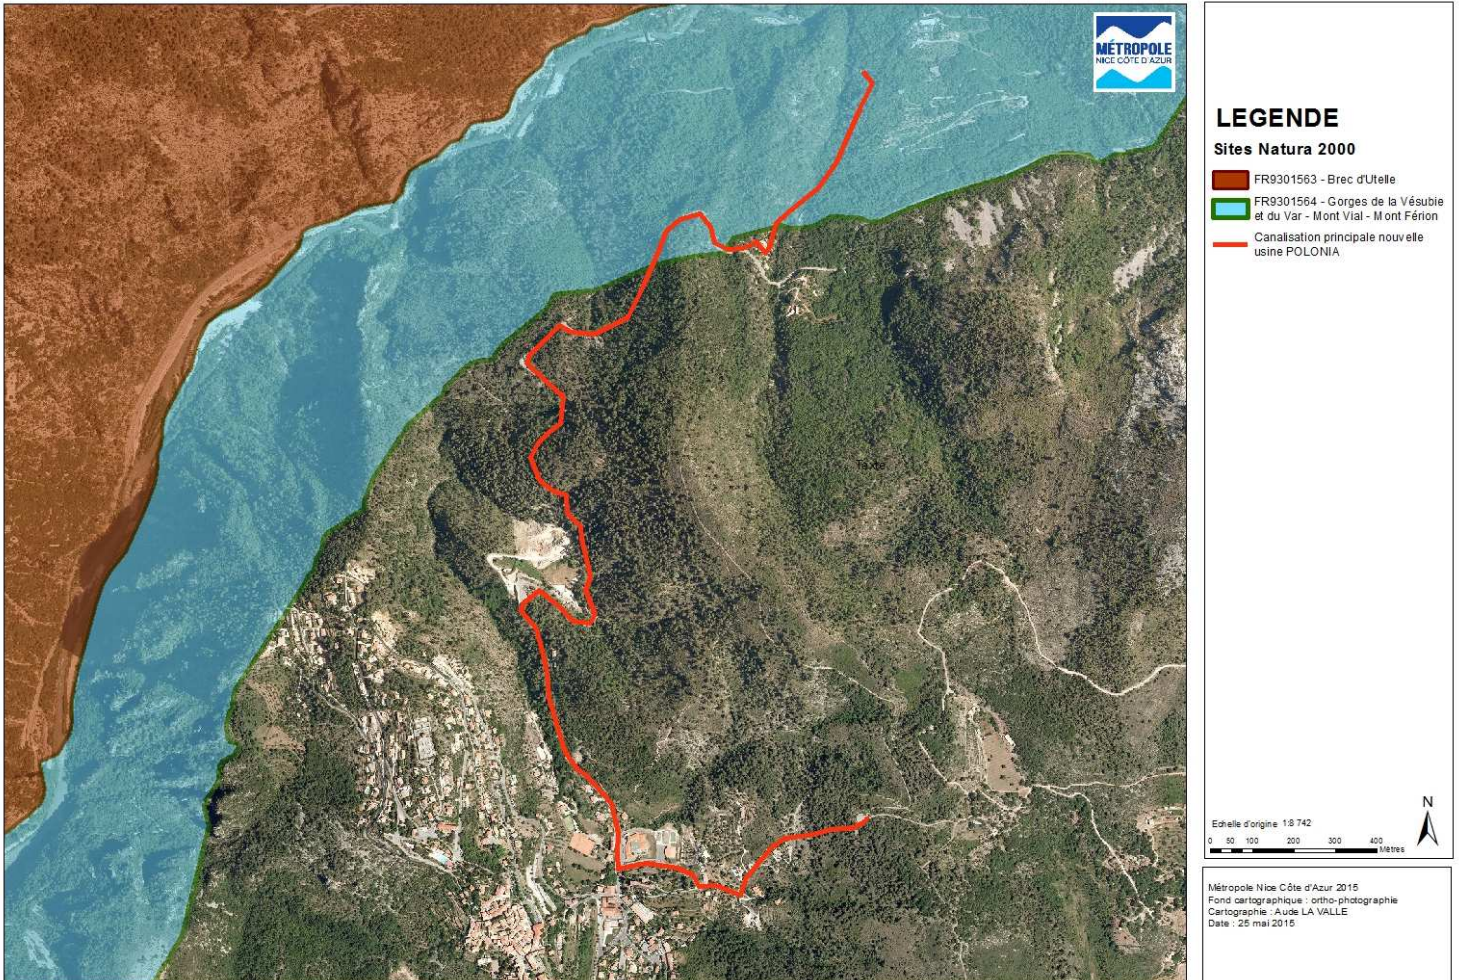 MÉTROPOLE
NICE CÔTE D'AZUR
Texte
LEGENDE
Sites Natura 2000
FR9301563 - Brec d'Utelle
FR9301564 - Gorges de la Vésubie
et du Var - Mont Vial - Mont Férion
Canalisation principale nouvelle
usine POLONIA
N
Echelle d'origine 1:8 742
0 50 100 200 300 400
Mètres
Métropole Nice Côte d'Azur 2015
Fond cartographique : ortho-photographie
Cartographie : Aude LA VALLE
Date : 25 mai 2015